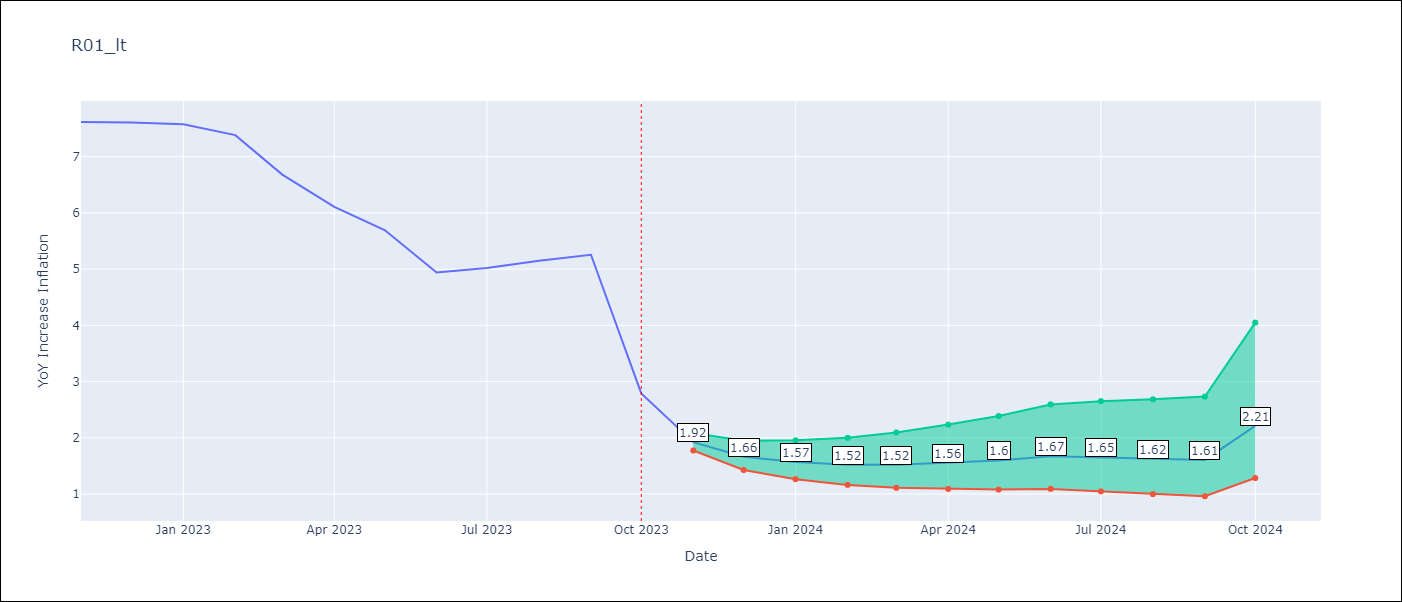 R01_lt
YoY Increase Inflation
7
6
5
4
3
2
1
1.92
1.66
1.57
1.52
1.52
1.56
1.6
1.67
1.65
1.62
1.61
2.21
Jan 2023
Apr 2023
Jul 2023
Oct 2023
Jan 2024
Apr 2024
Jul 2024
Oct 2024
Date